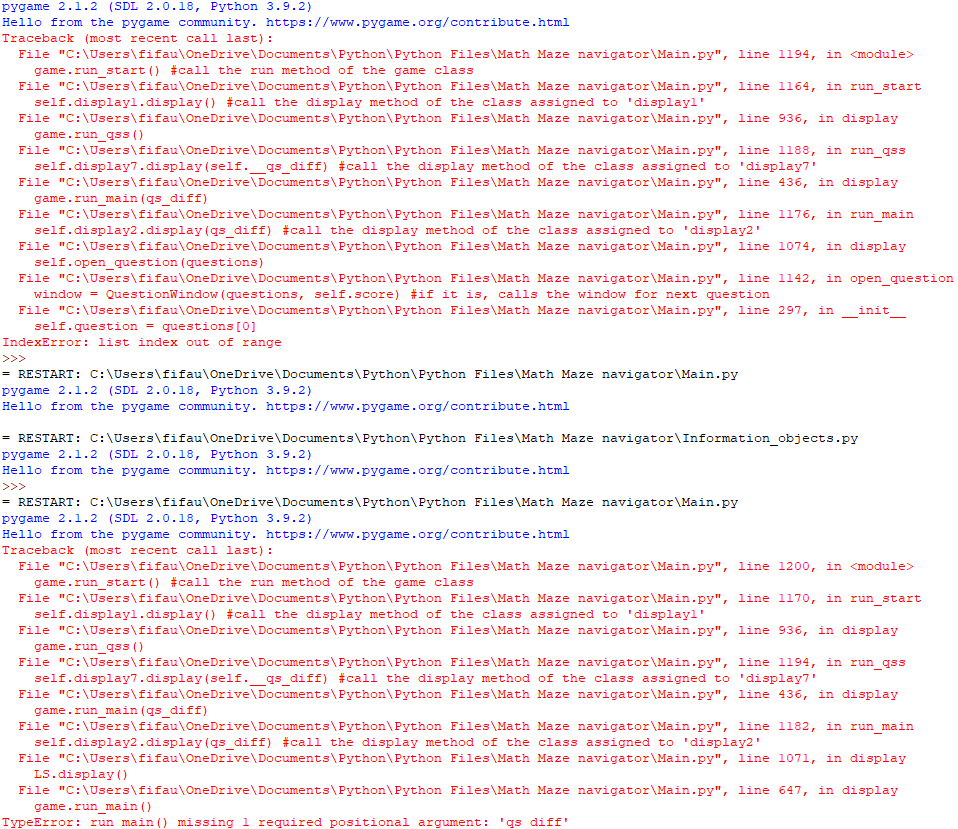 pygame 2.1.2 (SDL 2.0.18, Python 3.9.2)
Hello from the pygame community. https://www.pygame.org/contribute.html
Traceback (most recent call last):
  File "C:\Users\fifau\OneDrive\Documents\Python\Python Files\Math Maze navigator\Main.py", line 1194, in <module>
    game.run_start() #call the run method of the game class
  File "C:\Users\fifau\OneDrive\Documents\Python\Python Files\Math Maze navigator\Main.py", line 1164, in run_start
    self.display1.display() #call the display method of the class assigned to 'display1'
  File "C:\Users\fifau\OneDrive\Documents\Python\Python Files\Math Maze navigator\Main.py", line 936, in display
    game.run_qss()
  File "C:\Users\fifau\OneDrive\Documents\Python\Python Files\Math Maze navigator\Main.py", line 1188, in run_qss
    self.display7.display(self.__qs_diff) #call the display method of the class assigned to 'display7'
  File "C:\Users\fifau\OneDrive\Documents\Python\Python Files\Math Maze navigator\Main.py", line 436, in display
    game.run_main(qs_diff)
  File "C:\Users\fifau\OneDrive\Documents\Python\Python Files\Math Maze navigator\Main.py", line 1176, in run_main
    self.display2.display(qs_diff) #call the display method of the class assigned to 'display2'
  File "C:\Users\fifau\OneDrive\Documents\Python\Python Files\Math Maze navigator\Main.py", line 1074, in display
    self.open_question(questions)
  File "C:\Users\fifau\OneDrive\Documents\Python\Python Files\Math Maze navigator\Main.py", line 1142, in open_question
    window = QuestionWindow(questions, self.score) #if it is, calls the window for next question
  File "C:\Users\fifau\OneDrive\Documents\Python\Python Files\Math Maze navigator\Main.py", line 297, in __init__
    self.question = questions[0]
IndexError: list index out of range
>>>
= RESTART: C:\Users\fifau\OneDrive\Documents\Python\Python Files\Math Maze navigator\Main.py
pygame 2.1.2 (SDL 2.0.18, Python 3.9.2)
Hello from the pygame community. https://www.pygame.org/contribute.html
= RESTART: C:\Users\fifau\OneDrive\Documents\Python\Python Files\Math Maze navigator\Information_objects.py
pygame 2.1.2 (SDL 2.0.18, Python 3.9.2)
Hello from the pygame community. https://www.pygame.org/contribute.html
>>>
= RESTART: C:\Users\fifau\OneDrive\Documents\Python\Python Files\Math Maze navigator\Main.py
pygame 2.1.2 (SDL 2.0.18, Python 3.9.2)
Hello from the pygame community. https://www.pygame.org/contribute.html
Traceback (most recent call last):
  File "C:\Users\fifau\OneDrive\Documents\Python\Python Files\Math Maze navigator\Main.py", line 1200, in <module>
    game.run_start() #call the run method of the game class
  File "C:\Users\fifau\OneDrive\Documents\Python\Python Files\Math Maze navigator\Main.py", line 1170, in run_start
    self.display1.display() #call the display method of the class assigned to 'display1'
  File "C:\Users\fifau\OneDrive\Documents\Python\Python Files\Math Maze navigator\Main.py", line 936, in display
    game.run_qss()
  File "C:\Users\fifau\OneDrive\Documents\Python\Python Files\Math Maze navigator\Main.py", line 1194, in run_qss
    self.display7.display(self.__qs_diff) #call the display method of the class assigned to 'display7'
  File "C:\Users\fifau\OneDrive\Documents\Python\Python Files\Math Maze navigator\Main.py", line 436, in display
    game.run_main(qs_diff)
  File "C:\Users\fifau\OneDrive\Documents\Python\Python Files\Math Maze navigator\Main.py", line 1182, in run_main
    self.display2.display(qs_diff) #call the display method of the class assigned to 'display2'
  File "C:\Users\fifau\OneDrive\Documents\Python\Python Files\Math Maze navigator\Main.py", line 1071, in display
    LS.display()
  File "C:\Users\fifau\OneDrive\Documents\Python\Python Files\Math Maze navigator\Main.py", line 647, in display
    game.run_main()
TypeError: run_main() missing 1 required positional argument: 'qs_diff'